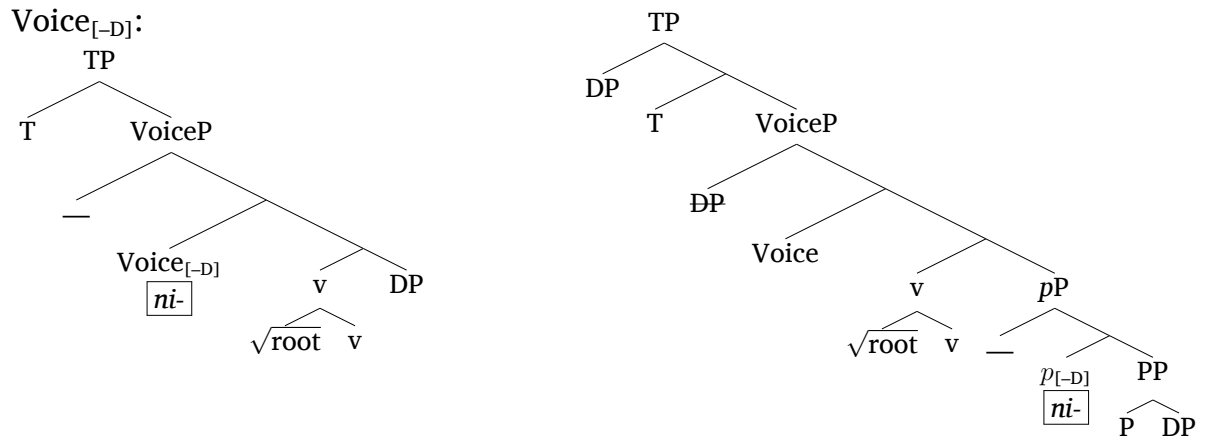 Voice[–D]:
TP
T VoiceP
—
Voice[–D] v DP
ni-
√root v
TP
DP
T VoiceP
DP
Voice
v pP
√root v —
p[–D] PP
ni-
P DP